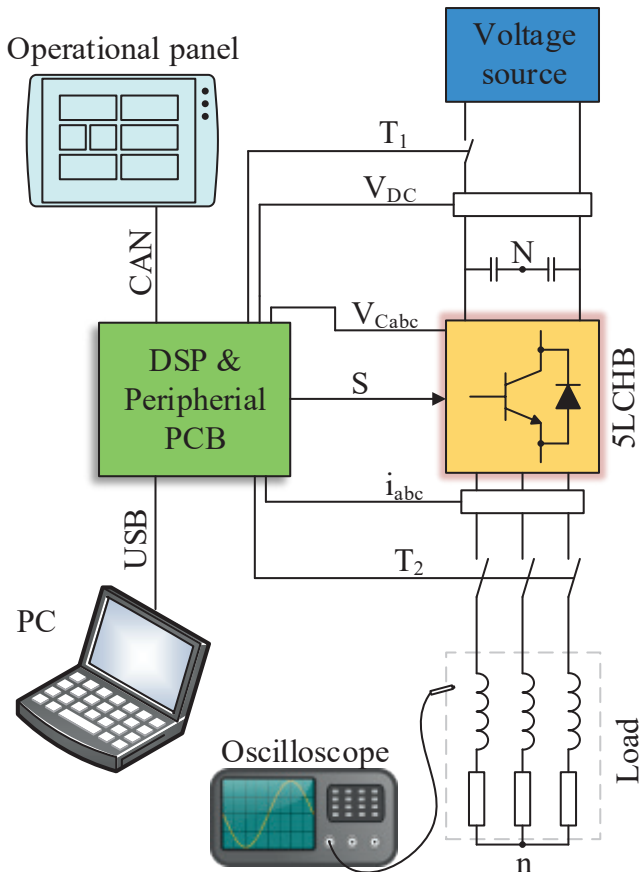 Voltage
source
Operational panel
T1
VDC
CAN
N
VCabc
DSP &
Peripherial
PCB
S
5LCHB
iabc
USB
T2
PC
Load
Oscilloscope
n